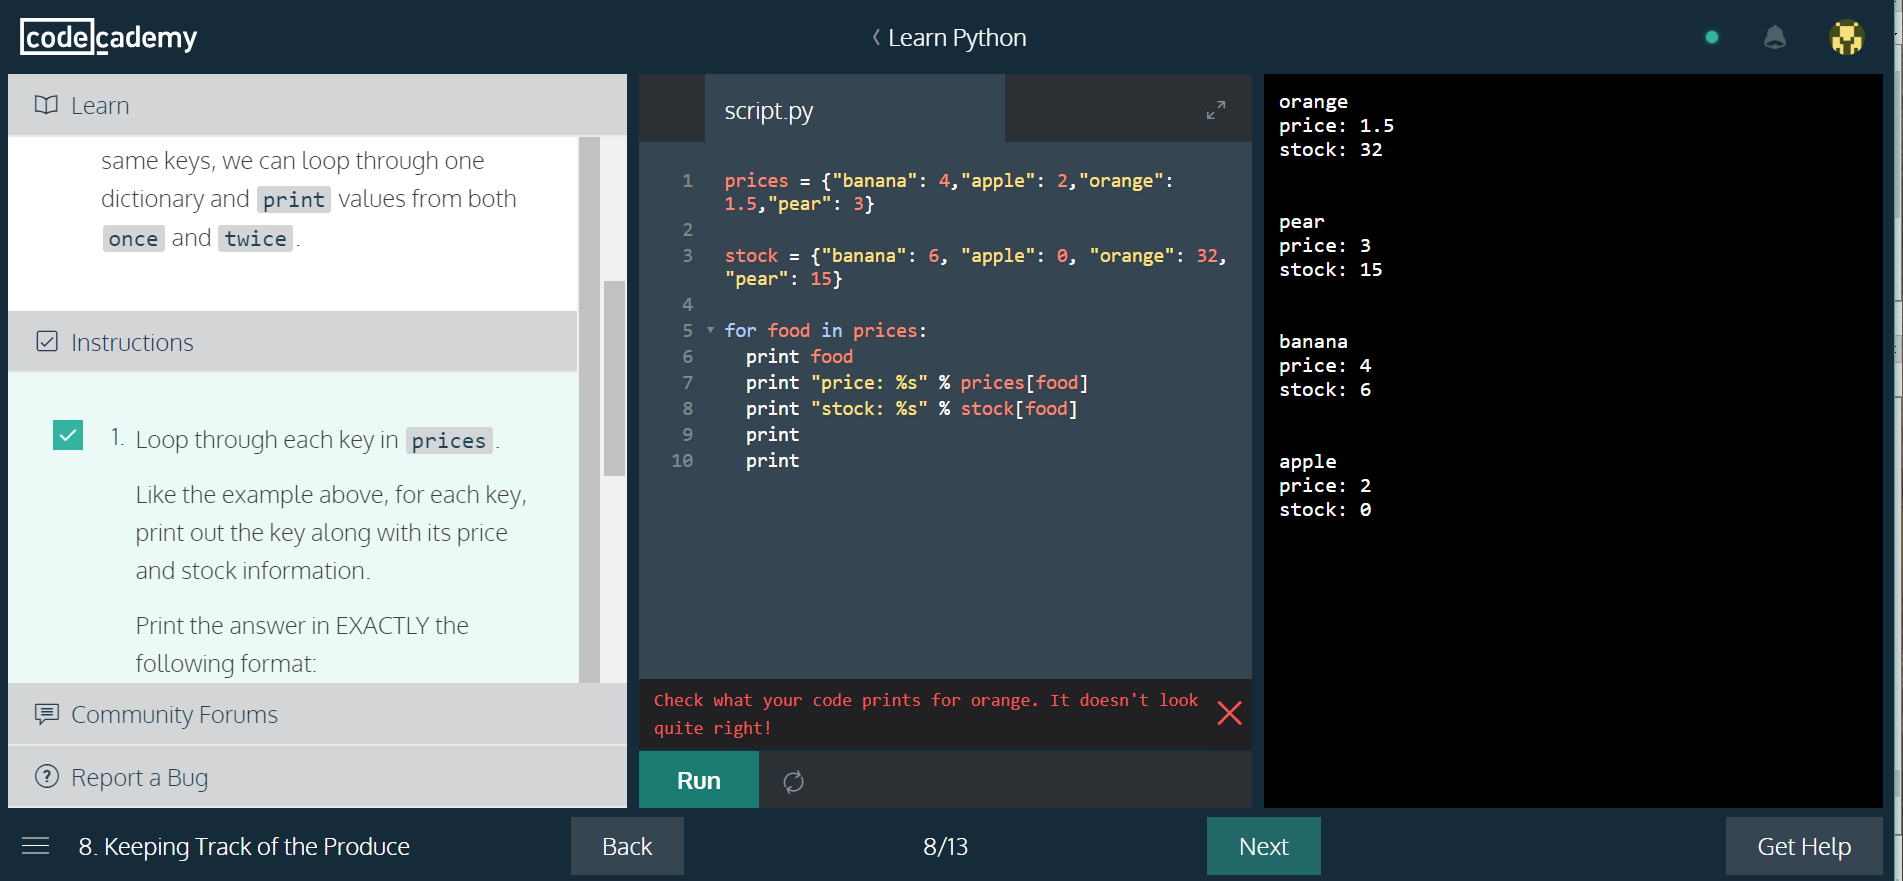 codecademy
Learn Python
Learn
same keys, we can loop through one
dictionary and print values from both
once and twice.
Instructions
1. Loop through each key in prices.
Like the example above, for each key,
print out the key along with its price
and stock information.
Print the answer in EXACTLY the
following format:
Community Forums
Report a Bug
script.py
1 prices = {"banana": 4,"apple": 2,"orange":
1.5,"pear": 3}
2
3 stock = {"banana": 6, "apple": 0, "orange": 32,
"pear": 15}
4
5 for food in prices:
6 print food
7 print "price: %s" % prices[food]
8 print "stock: %s" % stock[food]
9 print
10 print
Check what your code prints for orange. It doesn't look
quite right!
Run
orange
price: 1.5
stock: 32
pear
price: 3
stock: 15
banana
price: 4
stock: 6
apple
price: 2
stock: 0
8. Keeping Track of the Produce
Back
8/13
Next
Get Help